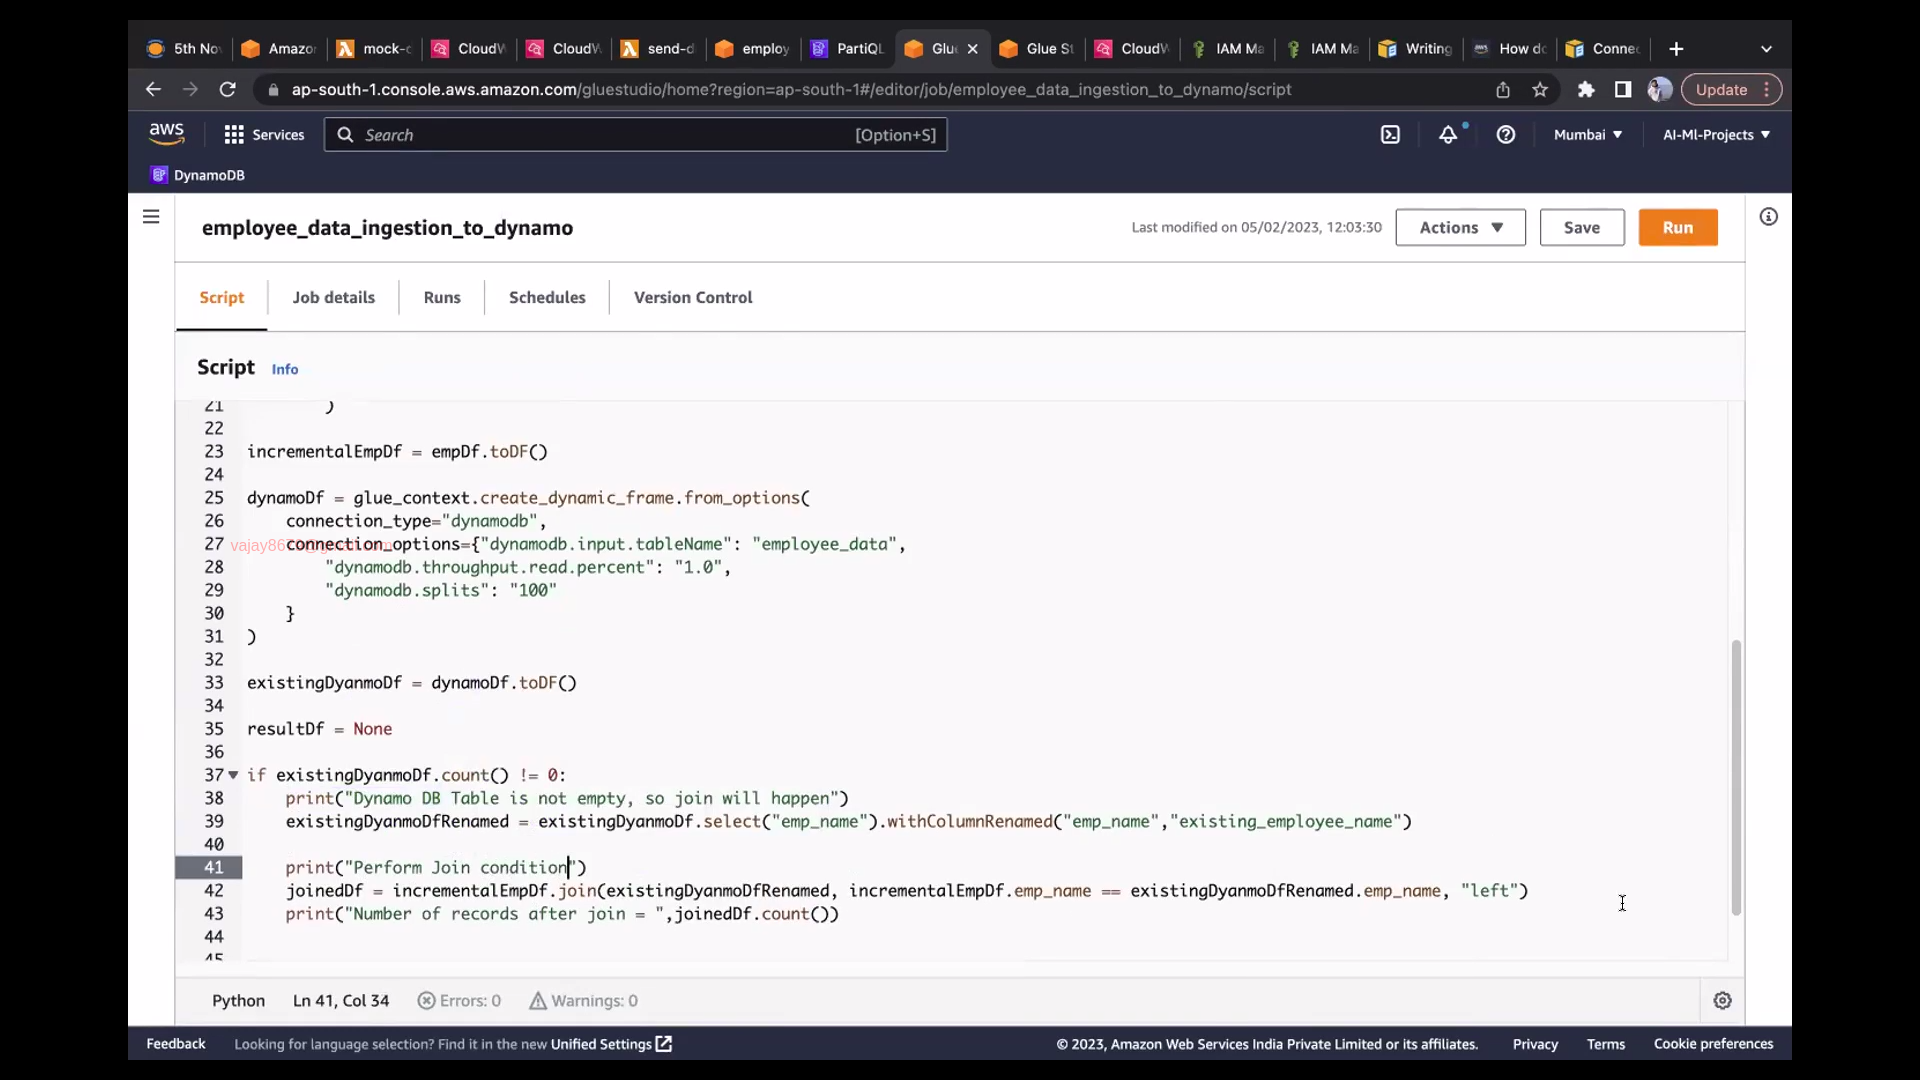 5th No
Amazo
mock-
CloudW
CloudW
send-d
employ
PartiQL
Glue
Glue St
CloudW
IAM Ma
IAM Ma
Writing
How do
Connec
ap-south-1.console.aws.amazon.com/gluestudio/home?region=ap-south-1#/editor/job/employee_data_ingestion_to_dynamo/script
Update
aws
Services
Search
[Option+S]
Mumbai
AI-Ml-Projects
DynamoDB
employee_data_ingestion_to_dynamo
Last modified on 05/02/2023, 12:03:30
Actions
Save
Run
Script
Job details
Runs
Schedules
Version Control
Script Info
21 )
22
23 incrementalEmpDf = empDf.toDF()
24
25 dynamoDf = glue_context.create_dynamic_frame.from_options(
26 connection_type="dynamodb",
27 connection_options={"dynamodb.input.tableName": "employee_data",
28 "dynamodb.throughput.read.percent": "1.0",
29 "dynamodb.splits": "100"
30 }
31 )
32
33 existingDyanmoDf = dynamoDf.toDF()
34
35 resultDf = None
36
37 if existingDyanmoDf.count() != 0:
38 print("Dynamo DB Table is not empty, so join will happen")
39 existingDyanmoDfRenamed = existingDyanmoDf.select("emp_name").withColumnRenamed("emp_name","existing_employee_name")
40
41 print("Perform Join condition")
42 joinedDf = incrementalEmpDf.join(existingDyanmoDfRenamed, incrementalEmpDf.emp_name == existingDyanmoDfRenamed.emp_name, "left")
43 print("Number of records after join = ",joinedDf.count())
44
45
Python Ln 41, Col 34 Errors: 0 Warnings: 0
Feedback
Looking for language selection? Find it in the new Unified Settings
© 2023, Amazon Web Services India Private Limited or its affiliates.
Privacy
Terms
Cookie preferences